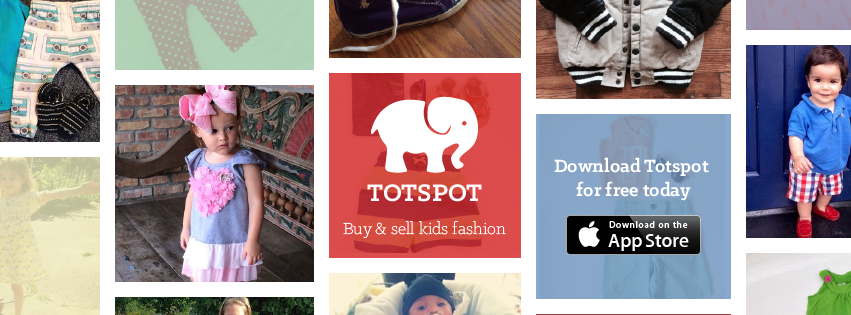 TOTSPOT
Buy & sell kids fashion
Download Totspot
for free today
Download on the
App Store